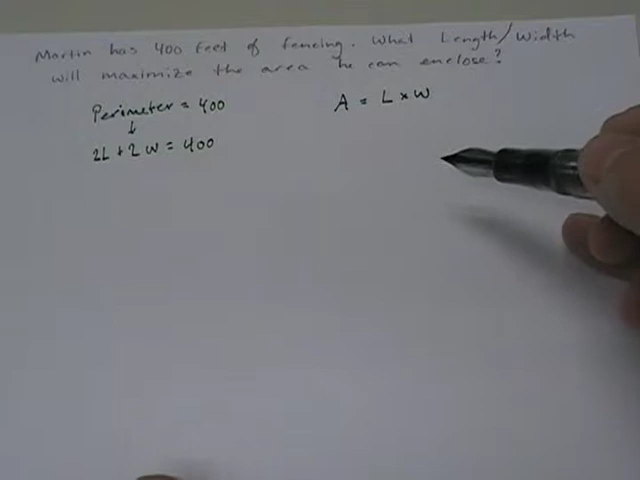 Martin has 400 feet of fencing. What Length/Width
will maximize the area he can enclose?
Perimeter = 400
A = L × W
↓
2L + 2W = 400